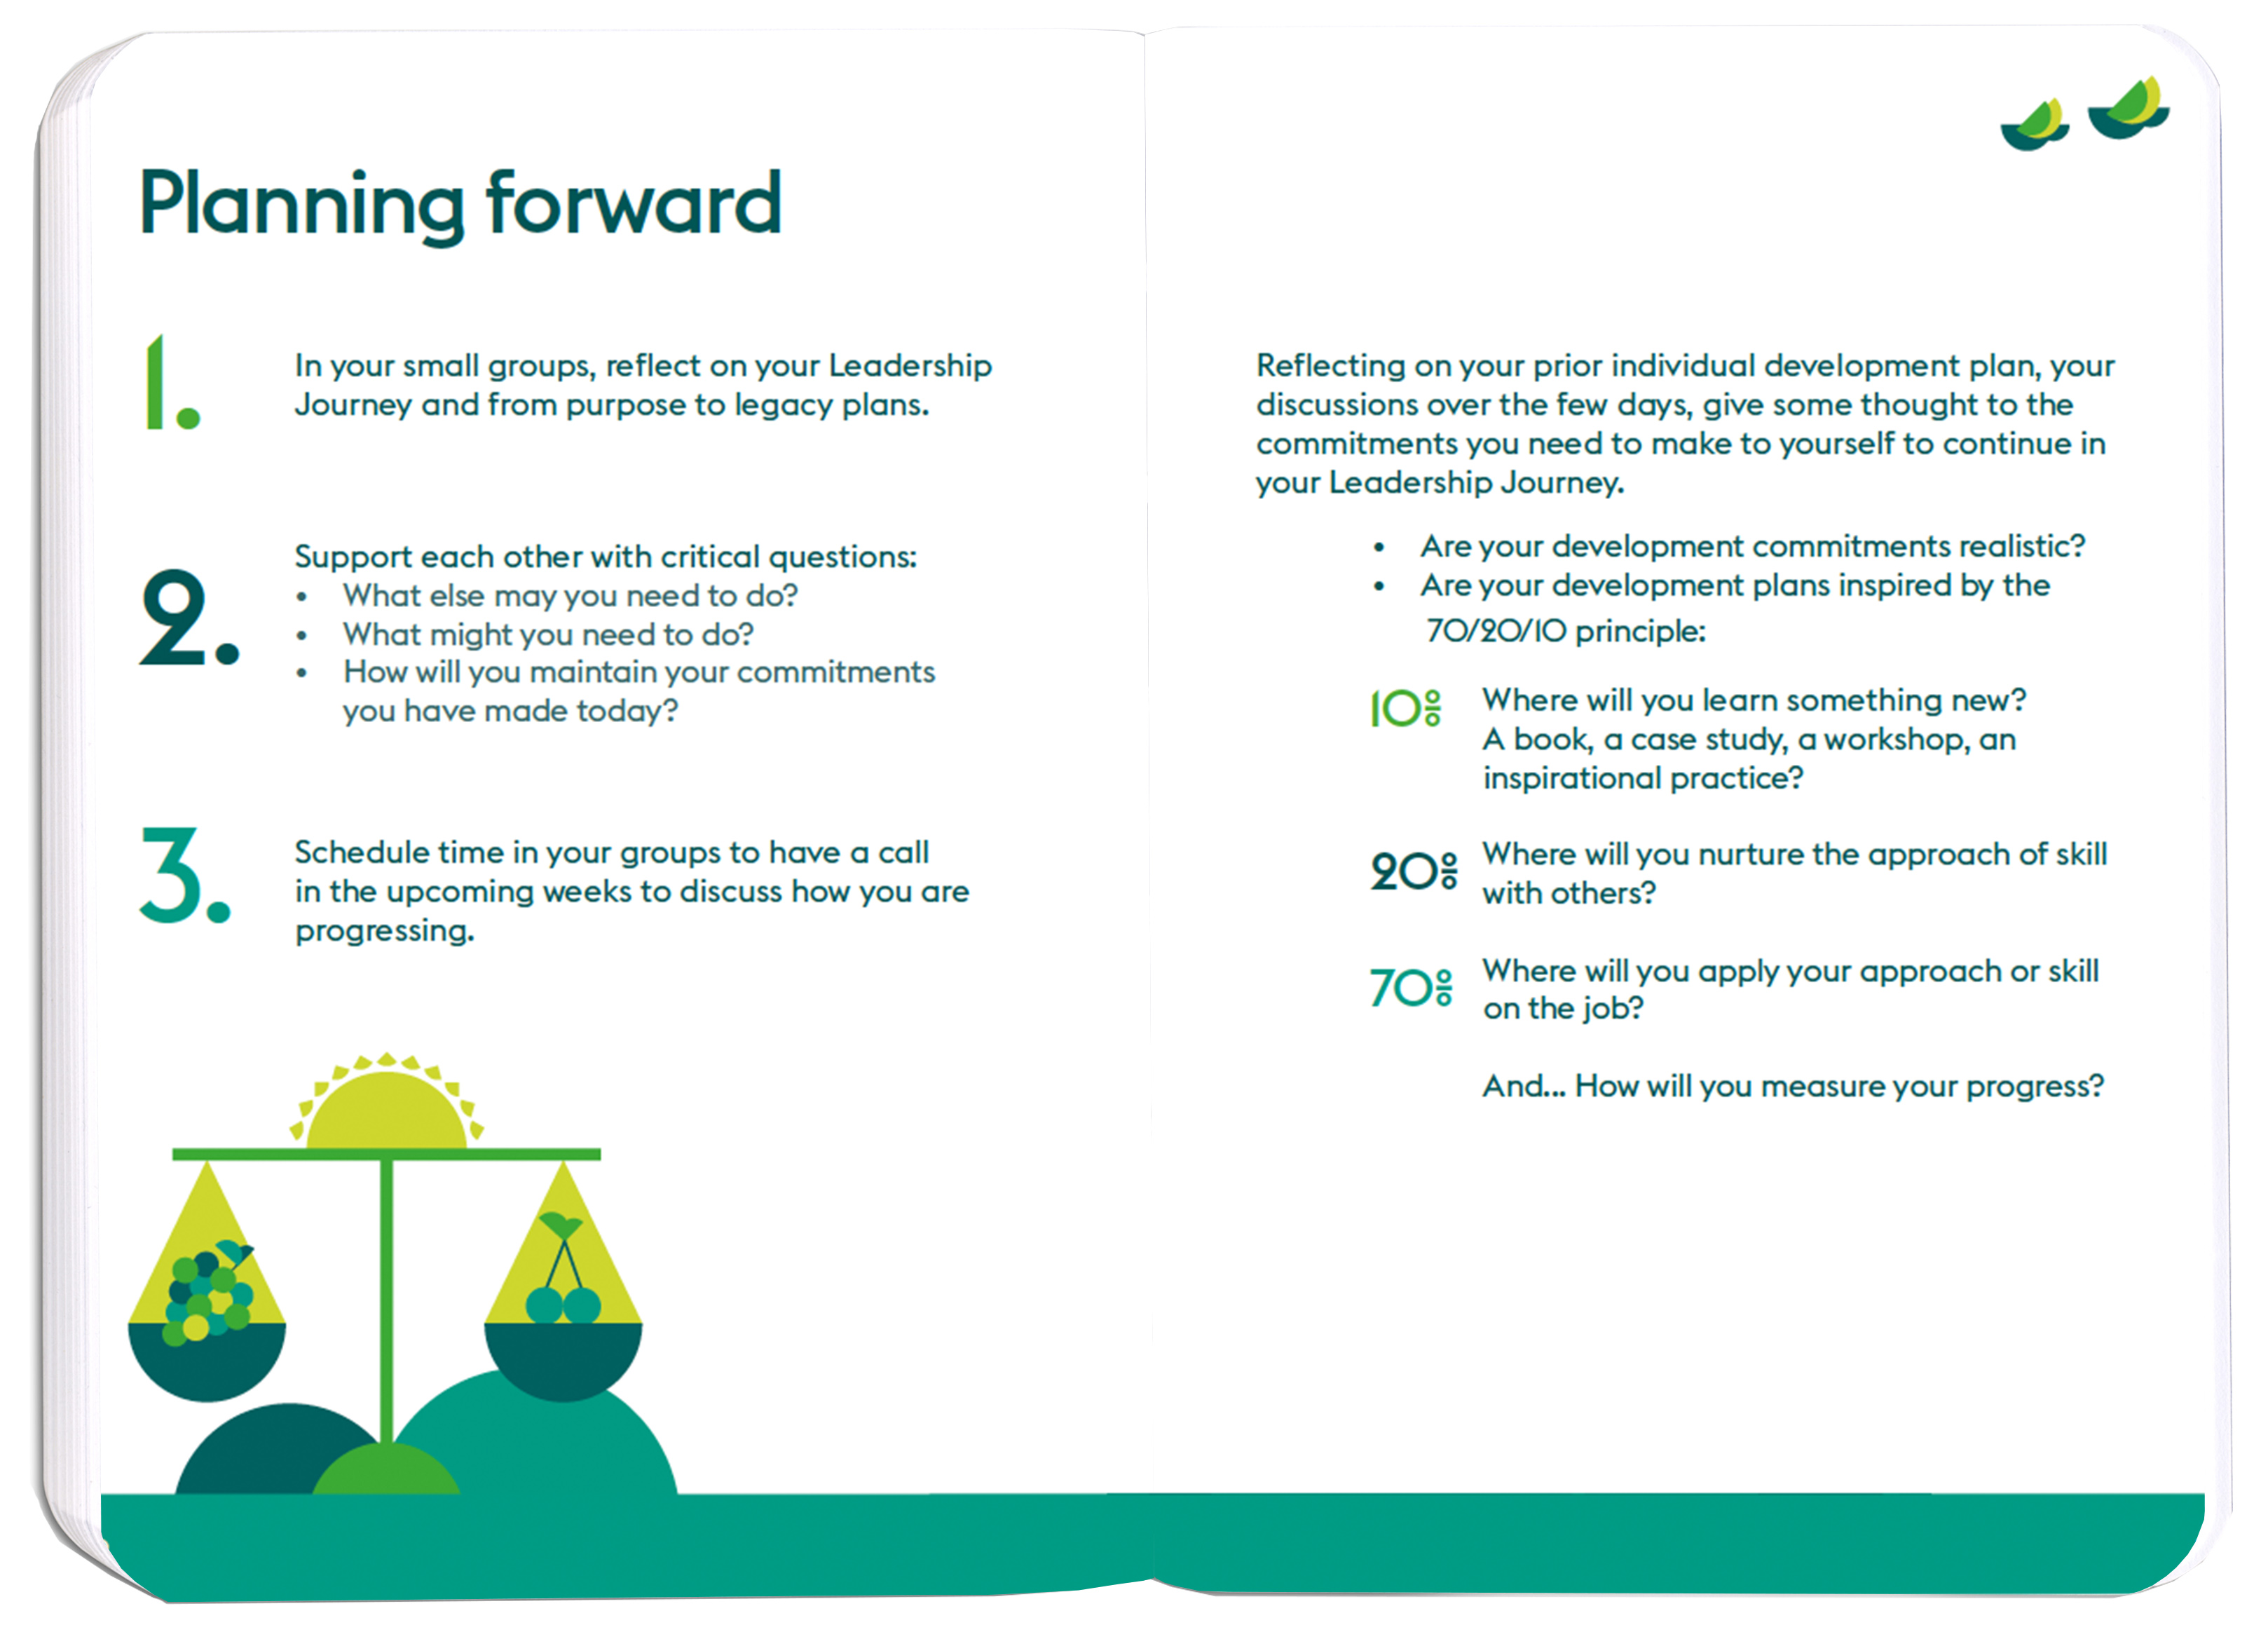 Planning forward
1.
In your small groups, reflect on your Leadership
Journey and from purpose to legacy plans.
2.
Support each other with critical questions:
• What else may you need to do?
• What might you need to do?
• How will you maintain your commitments
you have made today?
3.
Schedule time in your groups to have a call
in the upcoming weeks to discuss how you are
progressing.
Reflecting on your prior individual development plan, your
discussions over the few days, give some thought to the
commitments you need to make to yourself to continue in
your Leadership Journey.
• Are your development commitments realistic?
• Are your development plans inspired by the
70/20/10 principle:
10%
Where will you learn something new?
A book, a case study, a workshop, an
inspirational practice?
20%
Where will you nurture the approach of skill
with others?
70%
Where will you apply your approach or skill
on the job?
And... How will you measure your progress?